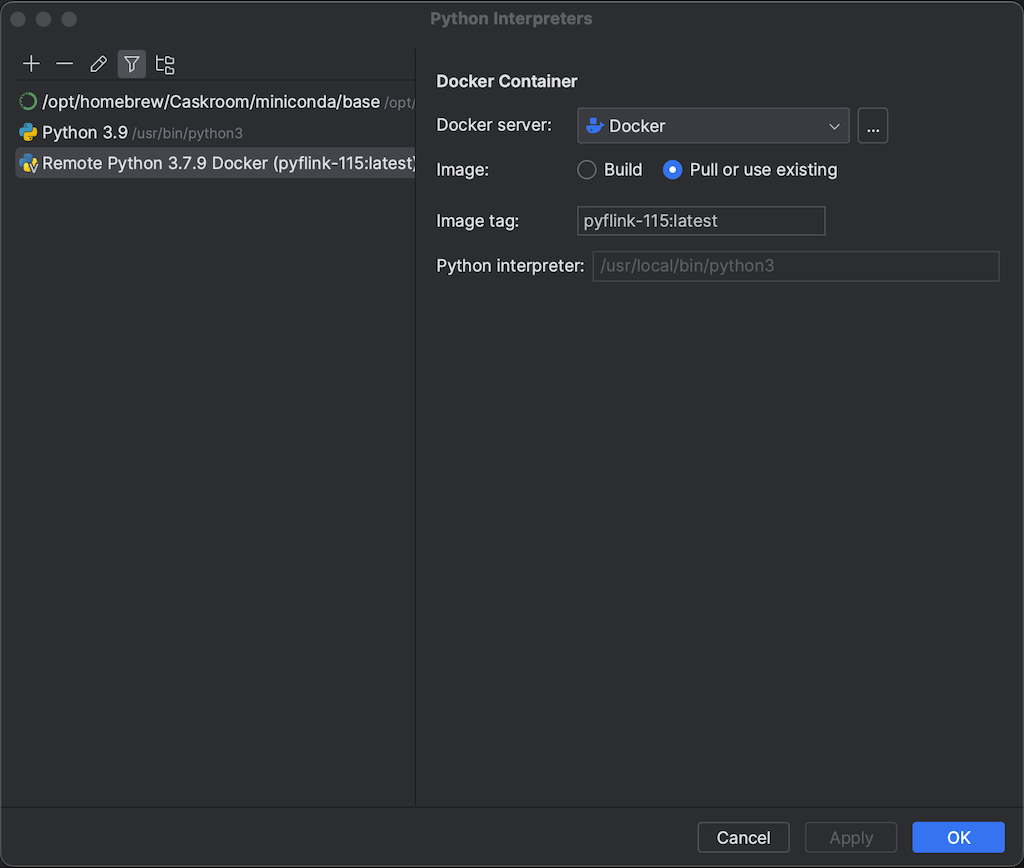 Python Interpreters
/opt/homebrew/Caskroom/miniconda/base /opt/
Python 3.9 /usr/bin/python3
Remote Python 3.7.9 Docker (pyflink-115:latest)
Docker Container
Docker server: Docker ...
Image: Build Pull or use existing
Image tag: pyflink-115:latest
Python interpreter: /usr/local/bin/python3
Cancel Apply OK